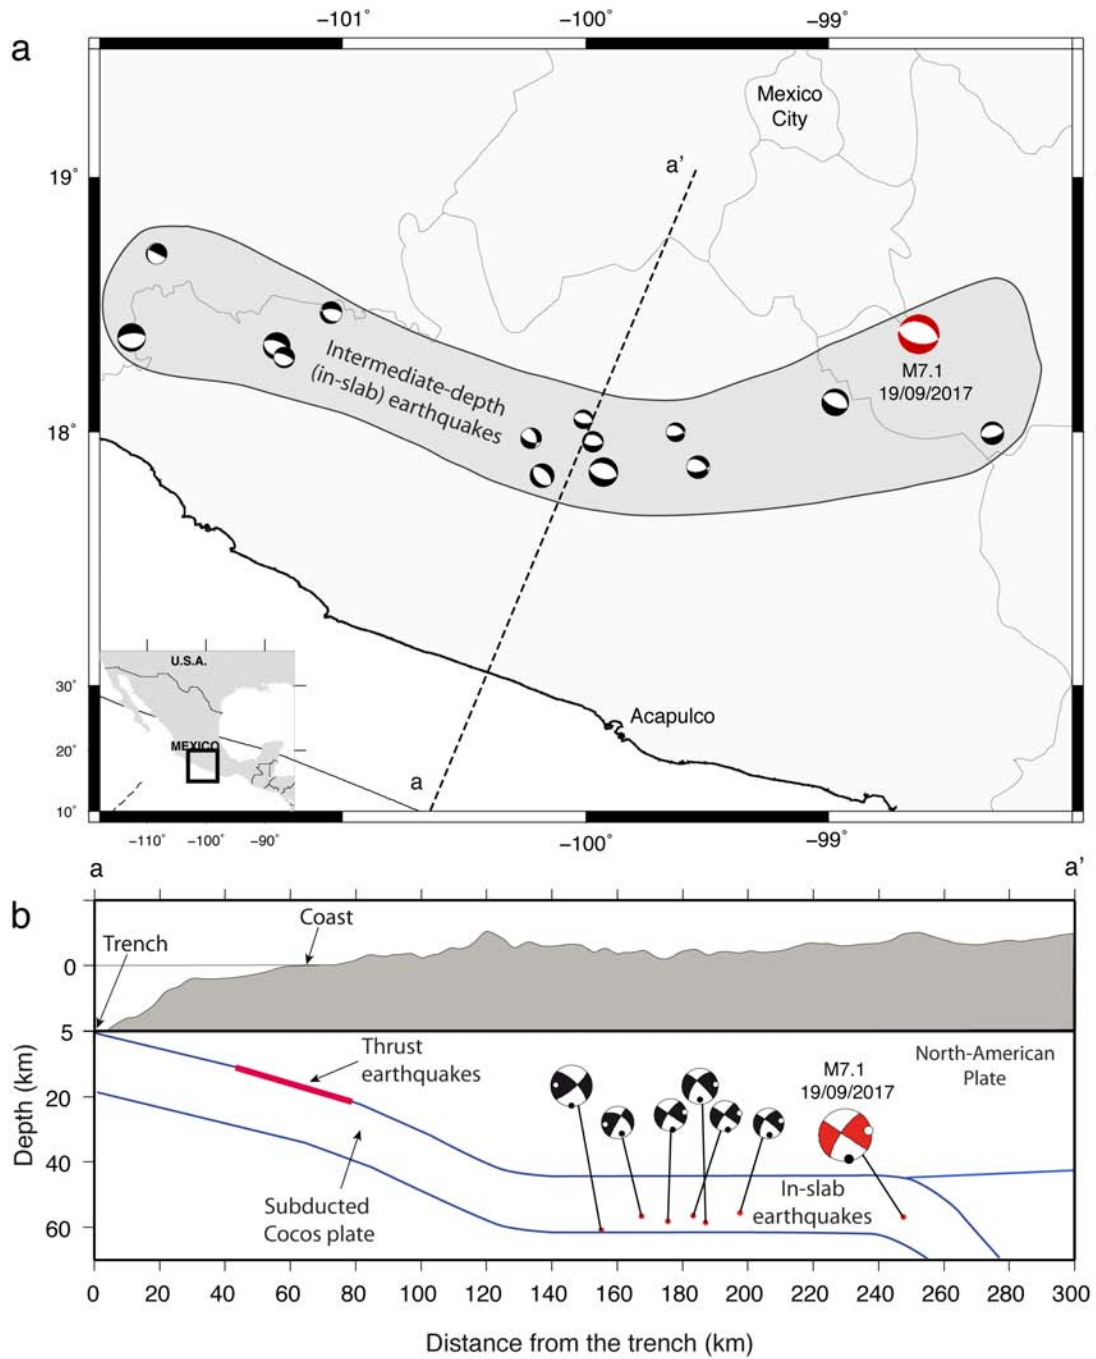 a
−101°
−100°
−99°
Mexico
City
a'
19°
Intermediate-depth
(in-slab) earthquakes
M7.1
19/09/2017
18°
U.S.A.
30°
MEXICO
20°
Acapulco
a
10°
−110°
−100°
−90°
−100°
−99°
a
a'
b
Coast
Trench
0
5
Thrust
earthquakes
M7.1
19/09/2017
North-American
Plate
20
Depth (km)
40
In-slab
earthquakes
Subducted
Cocos plate
60
0
20
40
60
80
100
120
140
160
180
200
220
240
260
280
300
Distance from the trench (km)